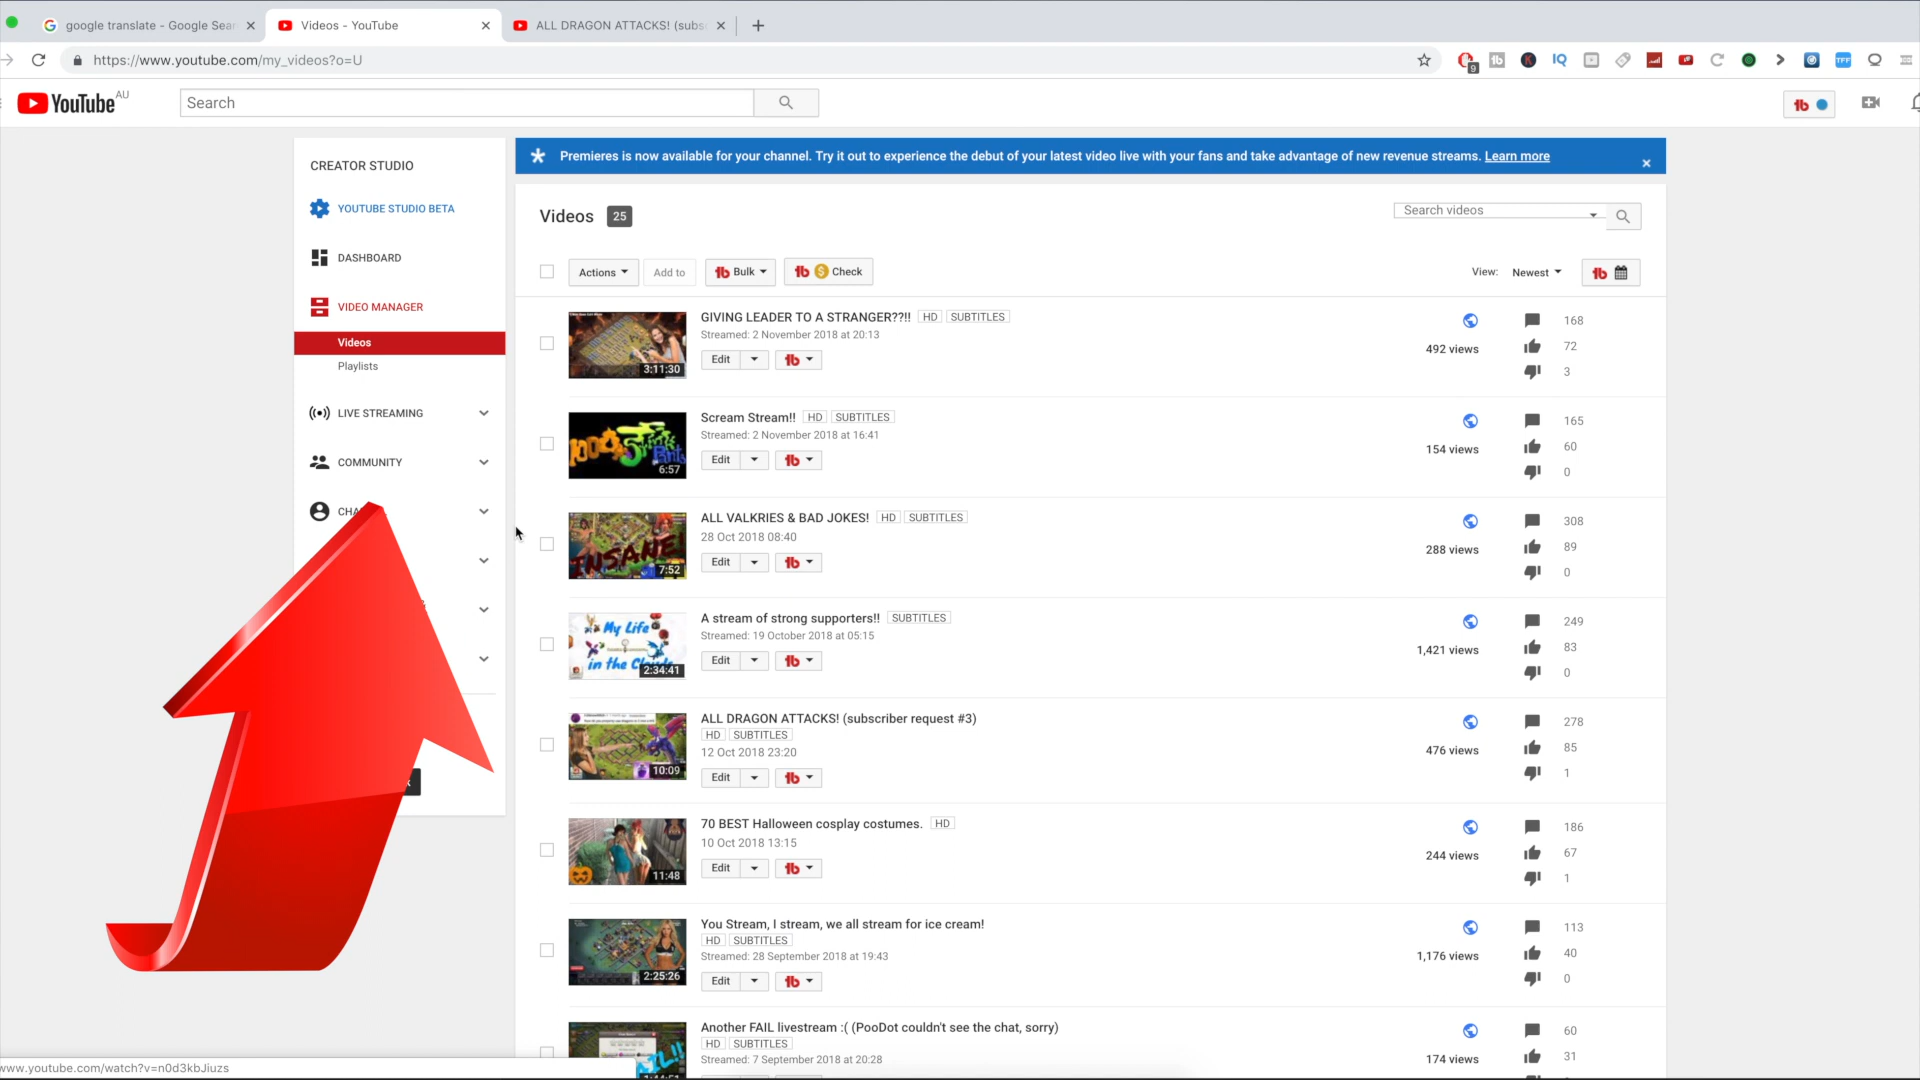 google translate - Google Sear
Videos - YouTube
ALL DRAGON ATTACKS! (subs
https://www.youtube.com/my_videos?o=U
9
IQ
TFF
YouTube AU
Search
CREATOR STUDIO
YOUTUBE STUDIO BETA
DASHBOARD
VIDEO MANAGER
Videos
Playlists
LIVE STREAMING
COMMUNITY
CHA
Premieres is now available for your channel. Try it out to experience the debut of your latest video live with your fans and take advantage of new revenue streams. Learn more
Videos 25
Search videos
Actions Add to Bulk Check
View: Newest
GIVING LEADER TO A STRANGER??!! HD SUBTITLES
Streamed: 2 November 2018 at 20:13
Edit
3:11:30
492 views
168
72
3
Scream Stream!! HD SUBTITLES
Streamed: 2 November 2018 at 16:41
Edit
6:57
154 views
165
60
0
ALL VALKRIES & BAD JOKES! HD SUBTITLES
28 Oct 2018 08:40
Edit
INSANE!
7:52
288 views
308
89
0
A stream of strong supporters!! SUBTITLES
Streamed: 19 October 2018 at 05:15
Edit
My Life
in the Clouds
2:34:41
1,421 views
249
83
0
ALL DRAGON ATTACKS! (subscriber request #3)
HD SUBTITLES
12 Oct 2018 23:20
Edit
10:09
476 views
278
85
1
70 BEST Halloween cosplay costumes. HD
10 Oct 2018 13:15
Edit
11:48
244 views
186
67
1
You Stream, I stream, we all stream for ice cream!
HD SUBTITLES
Streamed: 28 September 2018 at 19:43
Edit
2:25:26
1,176 views
113
40
0
Another FAIL livestream :( (PooDot couldn't see the chat, sorry)
HD SUBTITLES
Streamed: 7 September 2018 at 20:28
1:44:51
174 views
60
31
www.youtube.com/watch?v=n0d3kbJiuzs